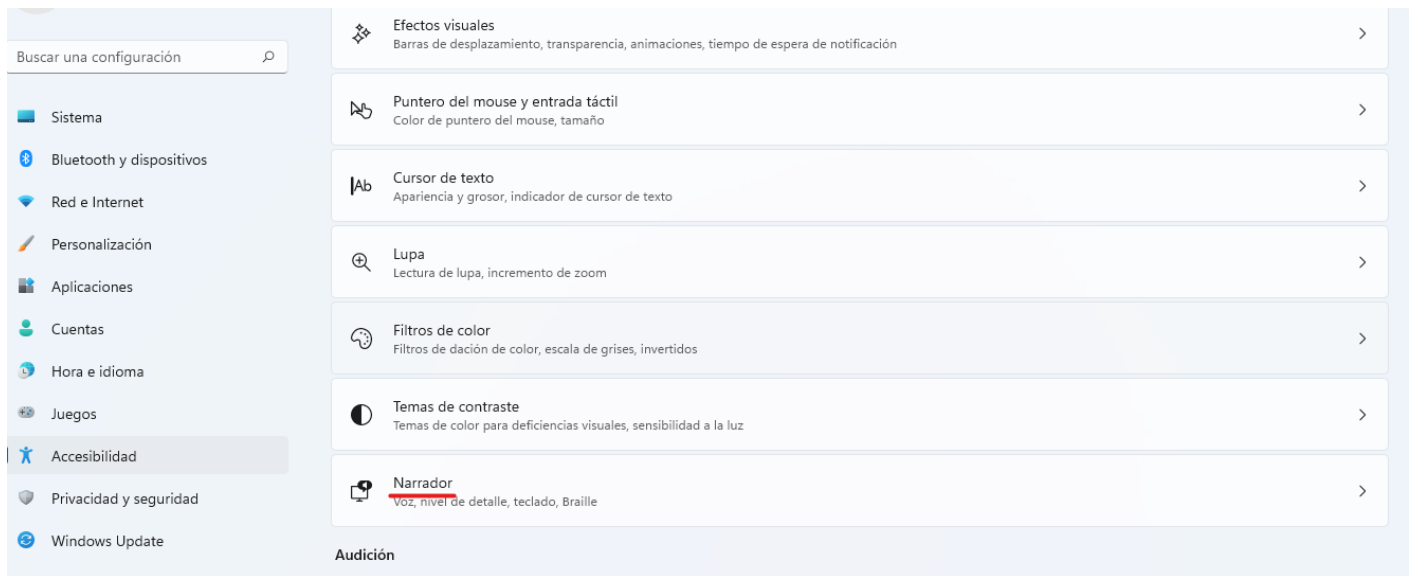 Buscar una configuración
Sistema
Bluetooth y dispositivos
Red e Internet
Personalización
Aplicaciones
Cuentas
Hora e idioma
Juegos
Accesibilidad
Privacidad y seguridad
Windows Update
Efectos visuales
Barras de desplazamiento, transparencia, animaciones, tiempo de espera de notificación
Puntero del mouse y entrada táctil
Color de puntero del mouse, tamaño
Ab
Cursor de texto
Apariencia y grosor, indicador de cursor de texto
Lupa
Lectura de lupa, incremento de zoom
Filtros de color
Filtros de dación de color, escala de grises, invertidos
Temas de contraste
Temas de color para deficiencias visuales, sensibilidad a la luz
Narrador
Voz, nivel de detalle, teclado, Braille
Audición